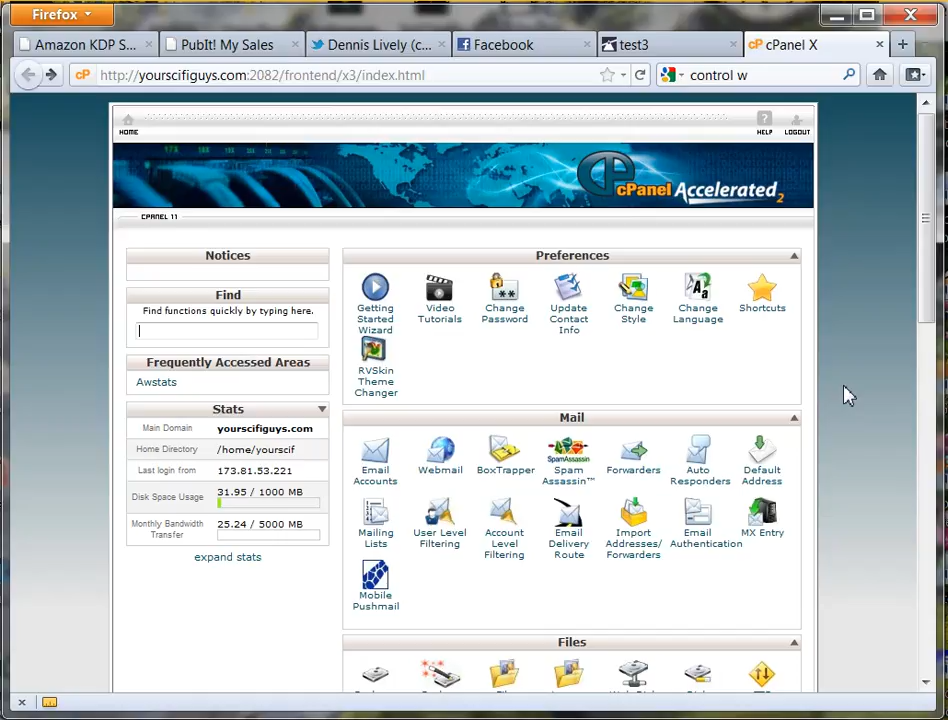 Firefox
Amazon KDP S...
PubIt! My Sales
Dennis Lively (c...
Facebook
test3
cPanel X
http://yourscifiguys.com:2082/frontend/x3/index.html
control w
HOME
HELP
LOGOUT
cPanel Accelerated 2
CPANEL 11
Notices
Find
Find functions quickly by typing here.
Frequently Accessed Areas
Awstats
Stats
Main Domain yourscifiguys.com
Home Directory /home/yourscif
Last login from 173.81.53.221
Disk Space Usage 31.95 / 1000 MB
Monthly Bandwidth Transfer 25.24 / 5000 MB
expand stats
Preferences
Getting Started Wizard
Video Tutorials
Change Password
Update Contact Info
Change Style
Change Language
Shortcuts
RVSkin Theme Changer
Mail
Email Accounts
Webmail
BoxTrapper
Spam Assassin™
Forwarders
Auto Responders
Default Address
Mailing Lists
User Level Filtering
Account Level Filtering
Email Delivery Route
Import Addresses/ Forwarders
Email Authentication
MX Entry
Mobile Pushmail
Files